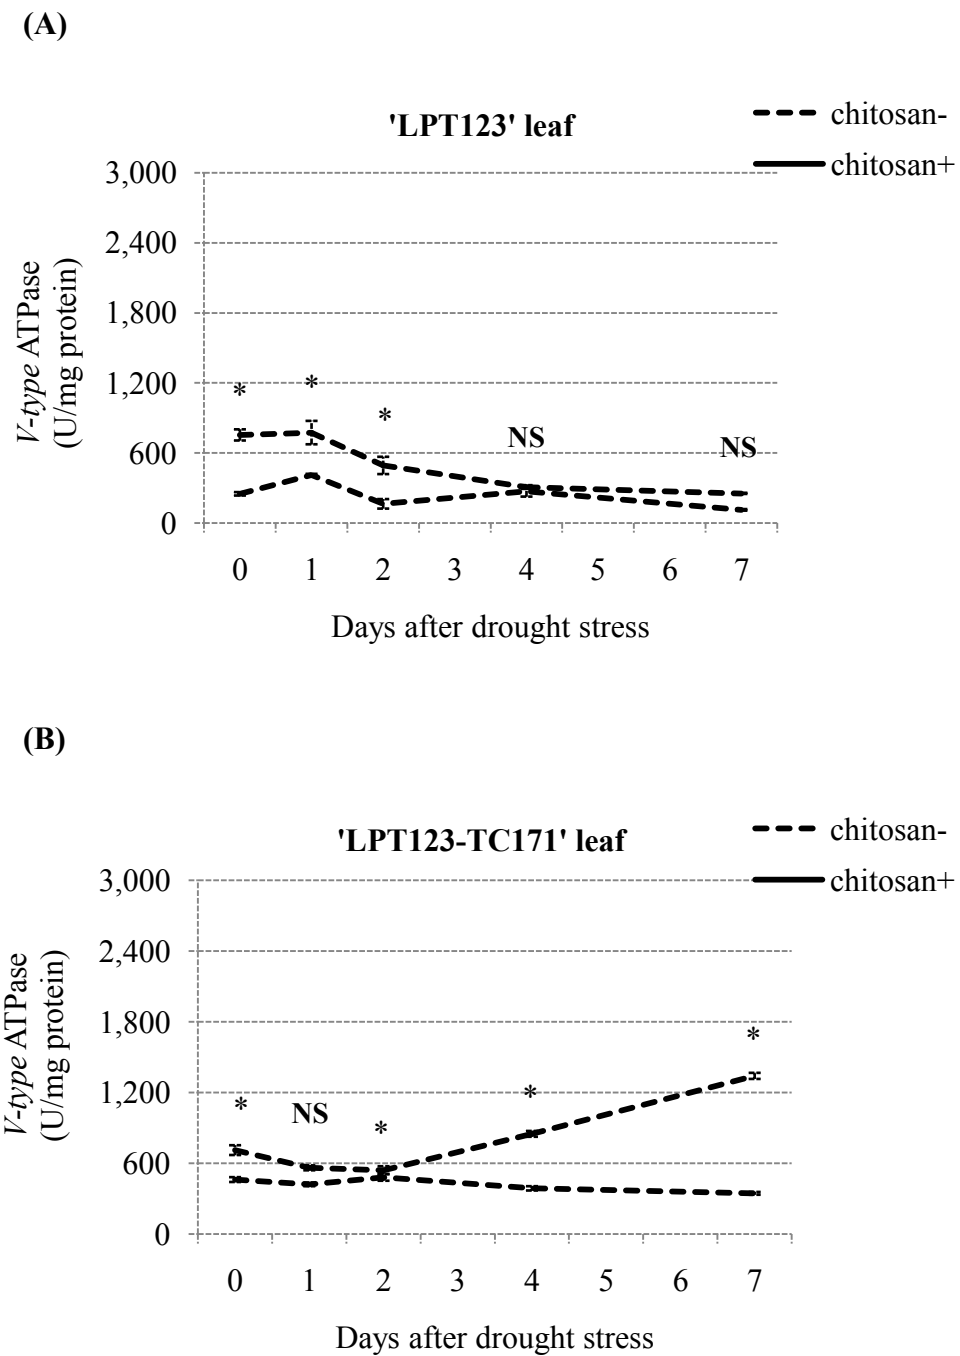 (A)
'LPT123' leaf
chitosan-
chitosan+
V-type ATPase
(U/mg protein)
3,000
2,400
1,800
1,200
600
0
* * * NS NS
0 1 2 3 4 5 6 7
Days after drought stress
(B)
'LPT123-TC171' leaf
chitosan-
chitosan+
V-type ATPase
(U/mg protein)
3,000
2,400
1,800
1,200
600
0
* NS * * *
0 1 2 3 4 5 6 7
Days after drought stress